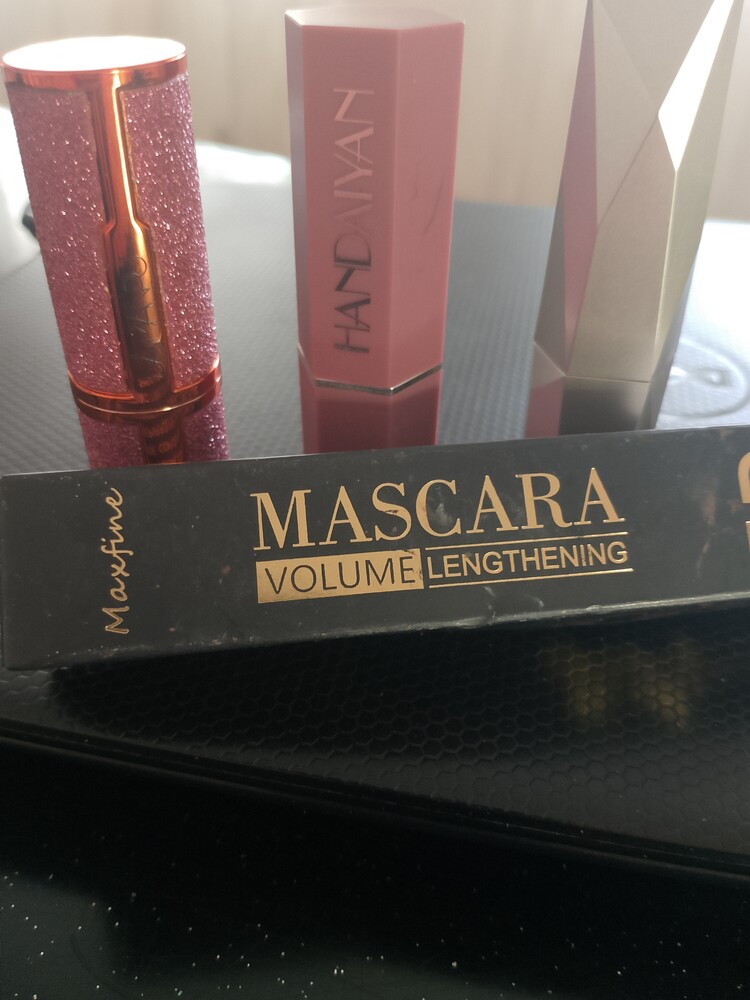 HANDAIYAN
Maxfine
MASCARA
VOLUME LENGTHENING